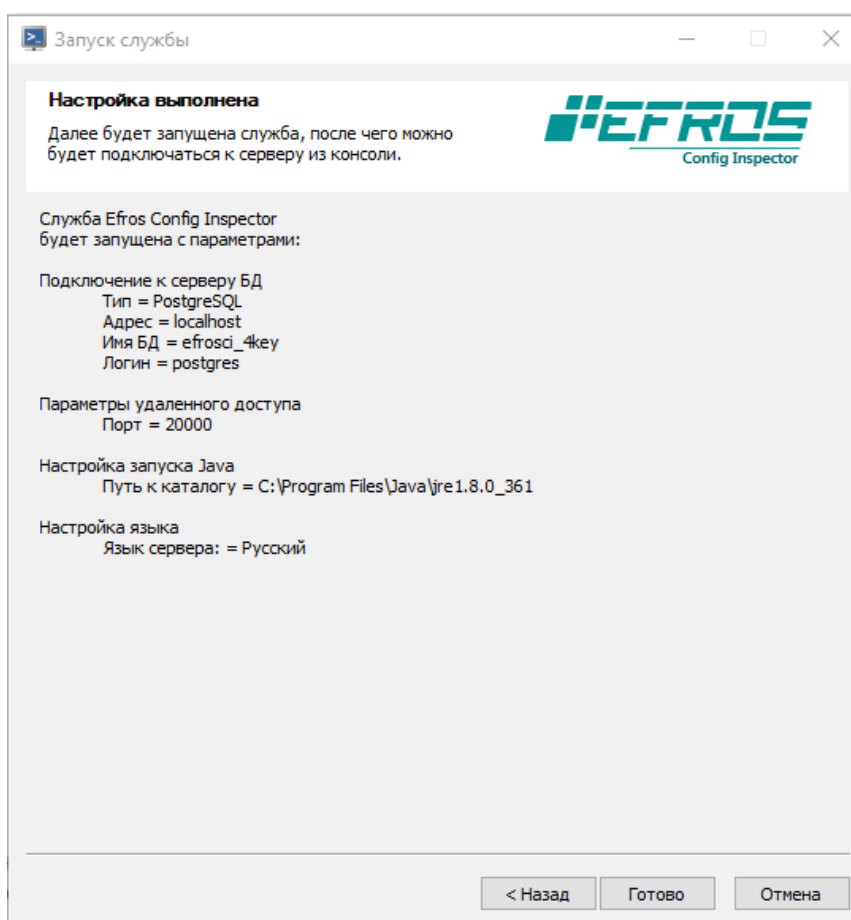 Запуск службы
Настройка выполнена
Далее будет запущена служба, после чего можно
будет подключаться к серверу из консоли.
EFROS
Config Inspector
Служба Efros Config Inspector
будет запущена с параметрами:
Подключение к серверу БД
Тип = PostgreSQL
Адрес = localhost
Имя БД = efrosci_4key
Логин = postgres
Параметры удаленного доступа
Порт = 20000
Настройка запуска Java
Путь к каталогу = C:\Program Files\Java\jre1.8.0_361
Настройка языка
Язык сервера: = Русский
< Назад
Готово
Отмена